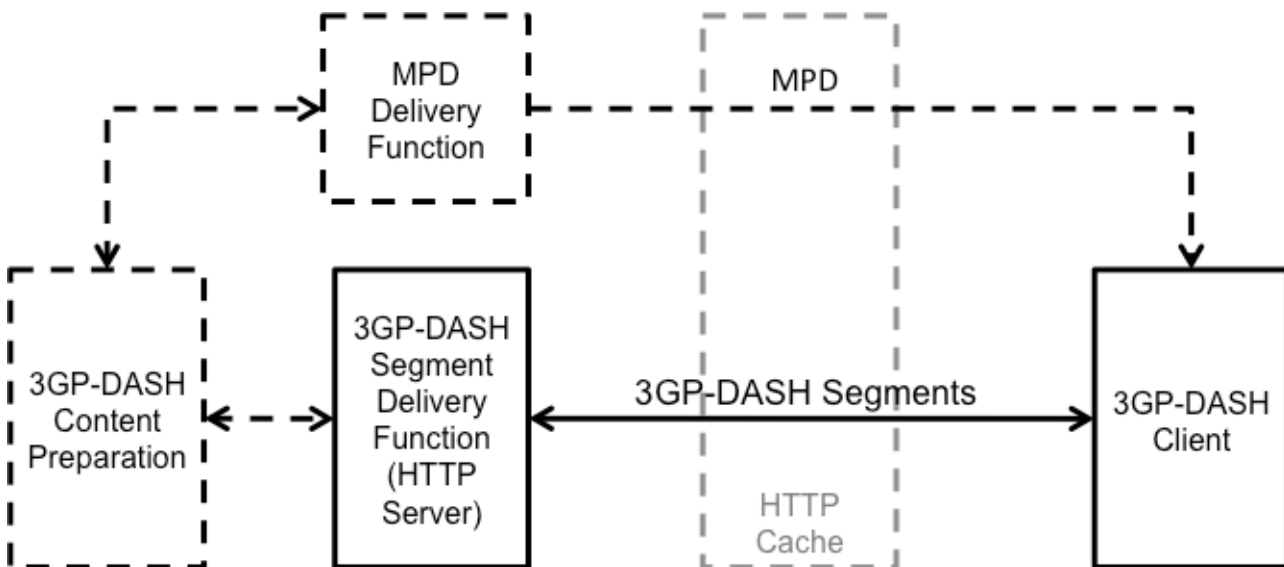 MPD
Delivery
Function
MPD
3GP-DASH
Content
Preparation
3GP-DASH
Segment
Delivery
Function
(HTTP
Server)
3GP-DASH Segments
HTTP
Cache
3GP-DASH
Client